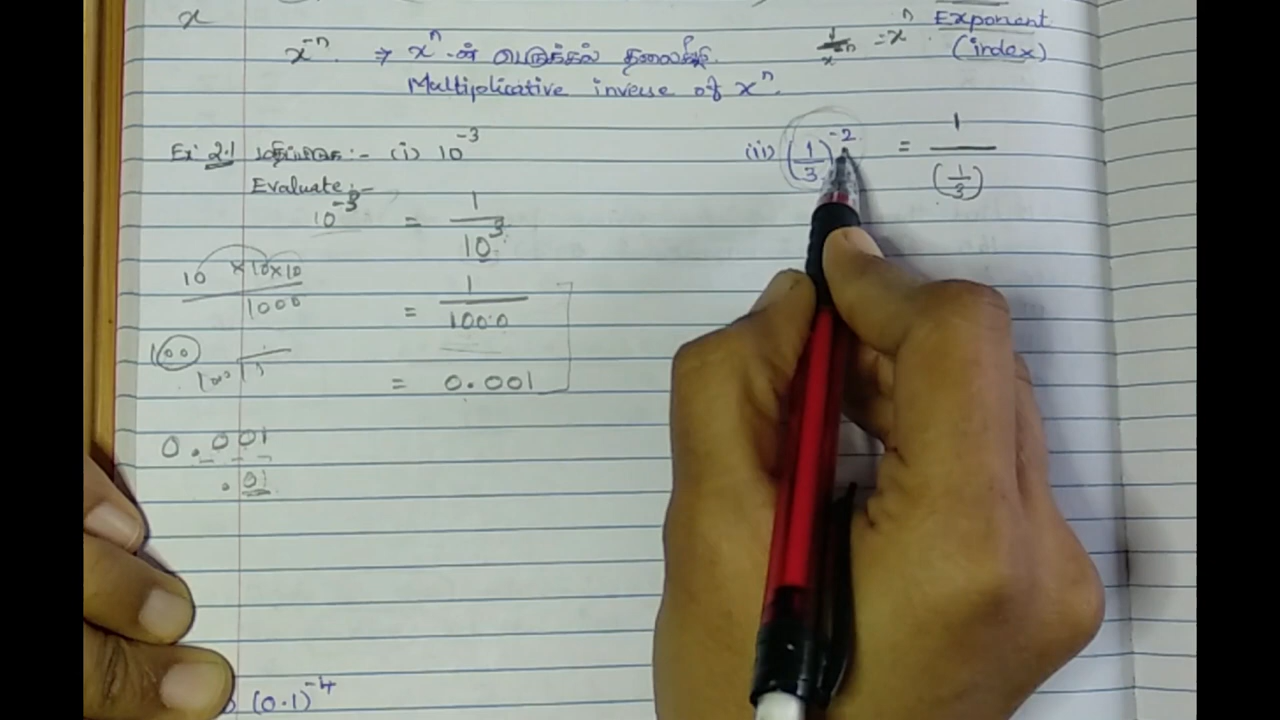 x
1/x⁻ⁿ = xⁿ. Exponent
x⁻ⁿ ⇒ xⁿ-ன் பெருக்கல் தலைகீழி (index)
Multiplicative inverse of xⁿ.
Ex: 2.1 மதிப்பிடுக:- (i) 10⁻³
Evaluate:-
10⁻³ = 1/10³
10 × 10 × 10
1000
= 1/1000
100
= 0.001
0.001
.01
(ii) (1/3)⁻² = 1/(1/3)
(0.1)⁻⁴